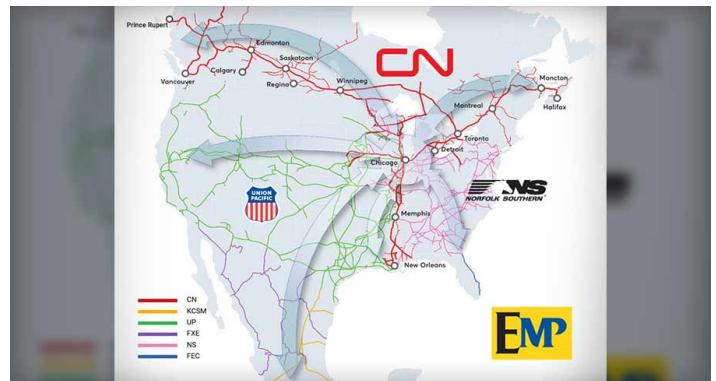 Prince Rupert
Edmonton
Saskatoon
CN
Calgary
Vancouver
Regina
Winnipeg
Moncton
Montreal
Halifax
Toronto
Detroit
Chicago
UNION
PACIFIC
NS
NORFOLK SOUTHERN
Memphis
New Orleans
CN
KCSM
UP
FXE
NS
FEC
EMP